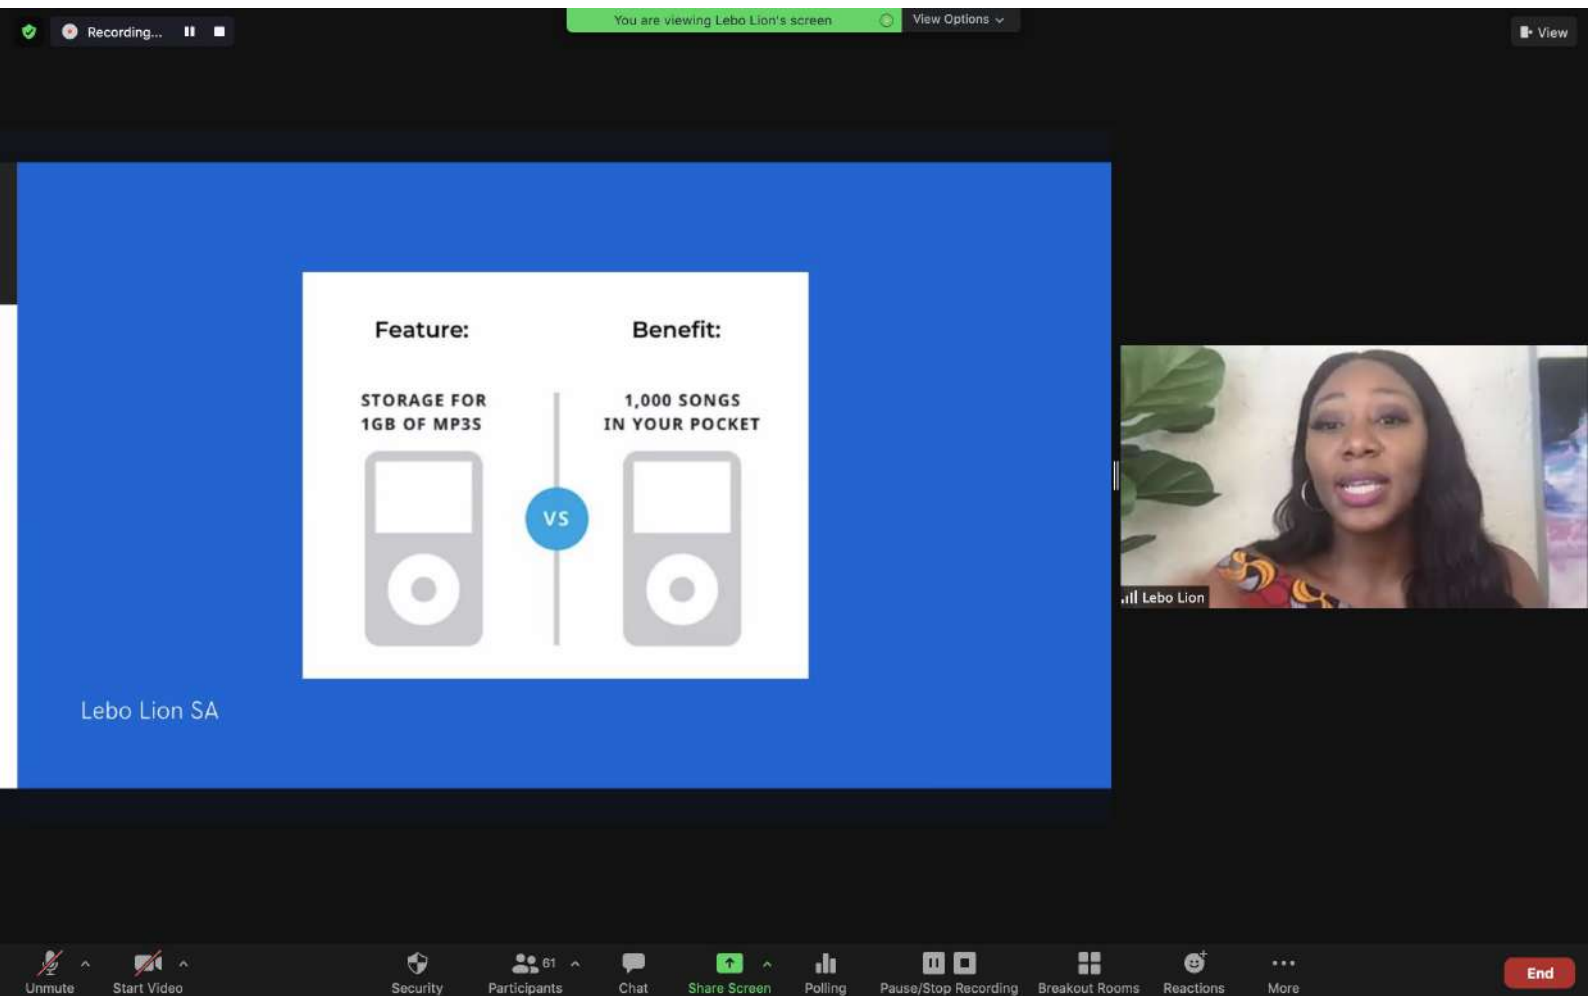 Recording...
You are viewing Lebo Lion's screen
View Options
View
Feature:
Benefit:
STORAGE FOR
1GB OF MP3S
1,000 SONGS
IN YOUR POCKET
VS
Lebo Lion SA
Lebo Lion
Unmute
Start Video
Security
61
Participants
Chat
Share Screen
Polling
Pause/Stop Recording
Breakout Rooms
Reactions
More
End